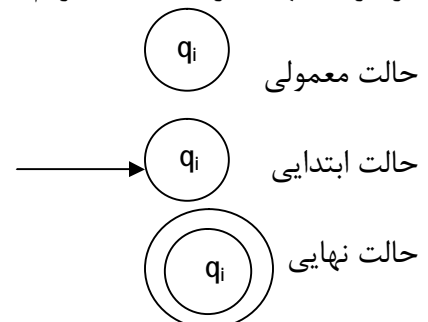 qᵢ
حالت معمولی
qᵢ حالت ابتدایی
qᵢ حالت نهایی